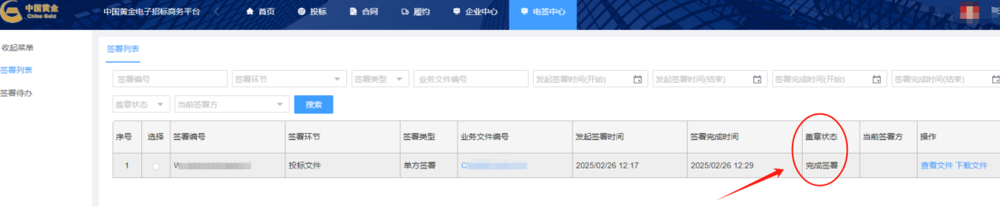 中国黄金
China Gold
中国黄金电子招标商务平台 首页 投标 合同 履约 企业中心 电签中心
收起菜单
签署列表
签署待办
签署列表
签署编号 签署环节 签署类型 业务文件编号 发起签署时间(开始) 发起签署时间(结束) 签署完成时间(开始) 签署完成时间(结束)
盖章状态 当前签署方 搜索
序号 选择 签署编号 签署环节 签署类型 业务文件编号 发起签署时间 签署完成时间 盖章状态 当前签署方 操作
1 投标文件 单方签署 2025/02/26 12:17 2025/02/26 12:29 完成签署 查看文件 下载文件